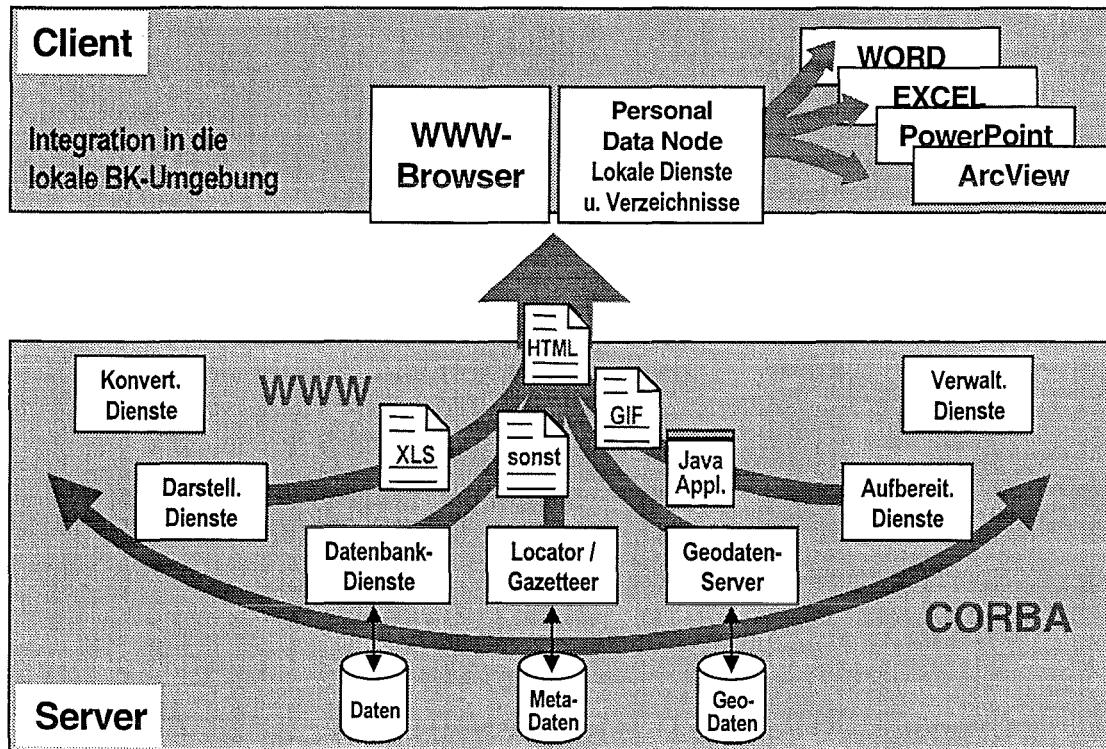 Client
Integration in die
lokale BK-Umgebung
WWW-
Browser
Personal
Data Node
Lokale Dienste
u. Verzeichnisse
WORD
EXCEL
PowerPoint
ArcView
HTML
Konvert.
Dienste
WWW
GIF
Verwalt.
Dienste
XLS
sonst
Java
Appl.
Darstell.
Dienste
Aufbereit.
Dienste
Datenbank-
Dienste
Locator /
Gazetteer
Geodaten-
Server
CORBA
Daten
Meta-
Daten
Geo-
Daten
Server